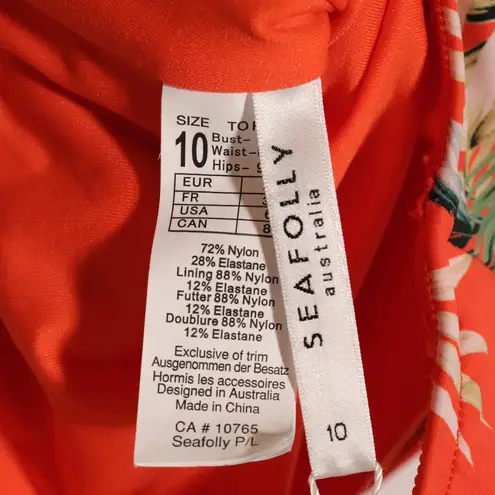 SIZE TO
10 Bust-
Waist-
Hips-
EUR
FR
USA
CAN 8
72% Nylon
28% Elastane
Lining 88% Nylon
12% Elastane
Futter 88% Nylon
12% Elastane
Doublure 88% Nylon
12% Elastane
Exclusive of trim
Ausgenommen der Besatz
Hormis les accessoires
Designed in Australia
Made in China
CA # 10765
Seafolly P/L
SEAFOLLY
australia
10